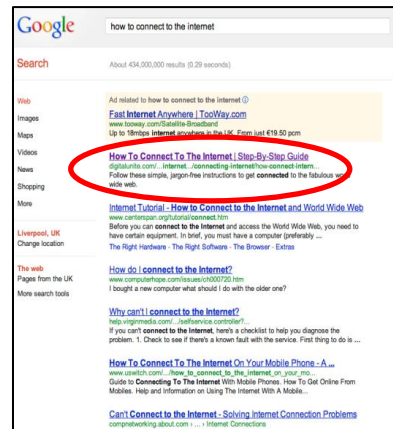 Google
how to connect to the internet
Search
About 434,000,000 results (0.29 seconds)
Web
Images
Maps
Videos
News
Shopping
More
Liverpool, UK
Change location
The web
Pages from the UK
More search tools
Ad related to how to connect to the internet
Fast Internet Anywhere | TooWay.com
www.tooway.com/Satellite-Broadband
Up to 18mbps internet anywhere in the UK. From just €19.50 pcm
How To Connect To The Internet | Step-By-Step Guide
digitalunite.com/...internet.../connecting-internet/how-connect-intern...
Follow these simple, jargon-free instructions to get connected to the fabulous
wide web.
Internet Tutorial - How to Connect to the Internet and World Wide Web
www.centerspan.org/tutorial/connect.htm
Before you can connect to the Internet and access the World Wide Web, you need to
have certain equipment. In brief, you must have a computer (preferably ...
The Right Hardware - The Right Software - The Browser - Extras
How do I connect to the Internet?
www.computerhope.com/issues/ch000720.htm
I bought a new computer what should I do with the older one?
Why can't I connect to the Internet?
help.virginmedia.com/.../selfservice.controller?...
If you can't connect to the internet, here's a checklist to help you diagnose the
problem. 1. Check to see if there's a known fault with the service. First thing to do is ...
How To Connect To The Internet On Your Mobile Phone - A ...
www.uswitch.com/.../how_to_connect_to_the_internet_on_your_mo...
Guide to Connecting To The Internet With Mobile Phones. How To Get Online From
Mobiles. Help and Information on Using The Internet With A Mobile...
Can't Connect to the Internet - Solving Internet Connection Problems
compnetworking.about.com › ... › Internet Connections